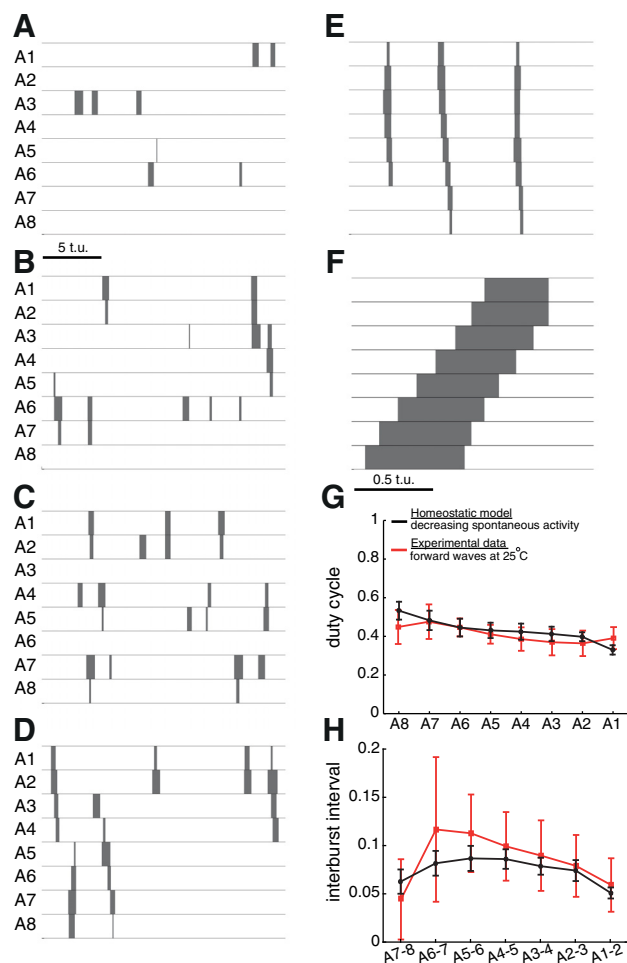 A
A1
A2
A3
A4
A5
A6
A7
A8
5 t.u.
B
A1
A2
A3
A4
A5
A6
A7
A8
C
A1
A2
A3
A4
A5
A6
A7
A8
D
A1
A2
A3
A4
A5
A6
A7
A8
E
F
0.5 t.u.
G
Homeostatic model
decreasing spontaneous activity
Experimental data
forward waves at 25°C
duty cycle
1
0.8
0.6
0.4
0.2
0
A8 A7 A6 A5 A4 A3 A2 A1
H
interburst interval
0.2
0.15
0.1
0.05
0
A7-8 A6-7 A5-6 A4-5 A3-4 A2-3 A1-2